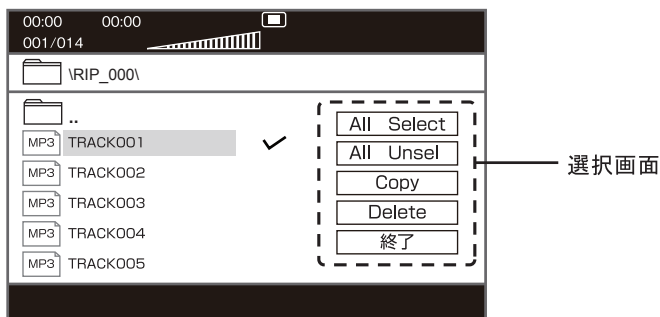 00:00 00:00
001/014
\RIP_000\
..
MP3 TRACK001
MP3 TRACK002
MP3 TRACK003
MP3 TRACK004
MP3 TRACK005
All Select
All Unsel
Copy
Delete
終了
選択画面